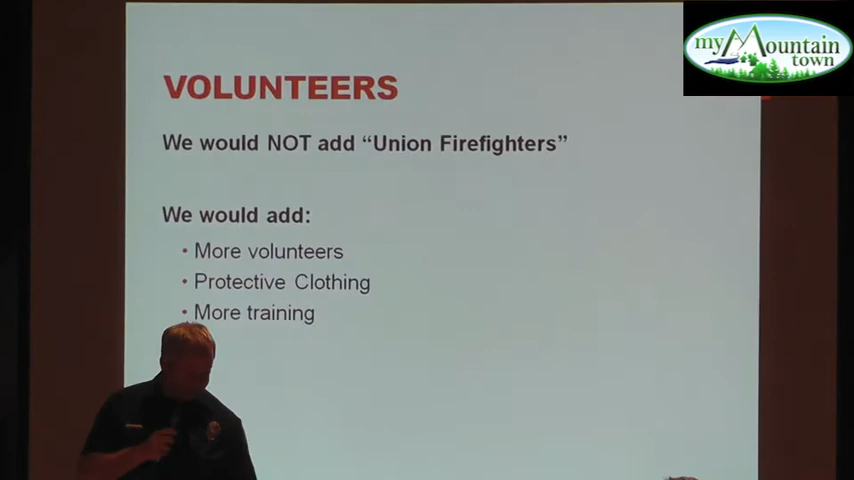 my Mountain
town
VOLUNTEERS
We would NOT add “Union Firefighters”
We would add:
• More volunteers
• Protective Clothing
• More training